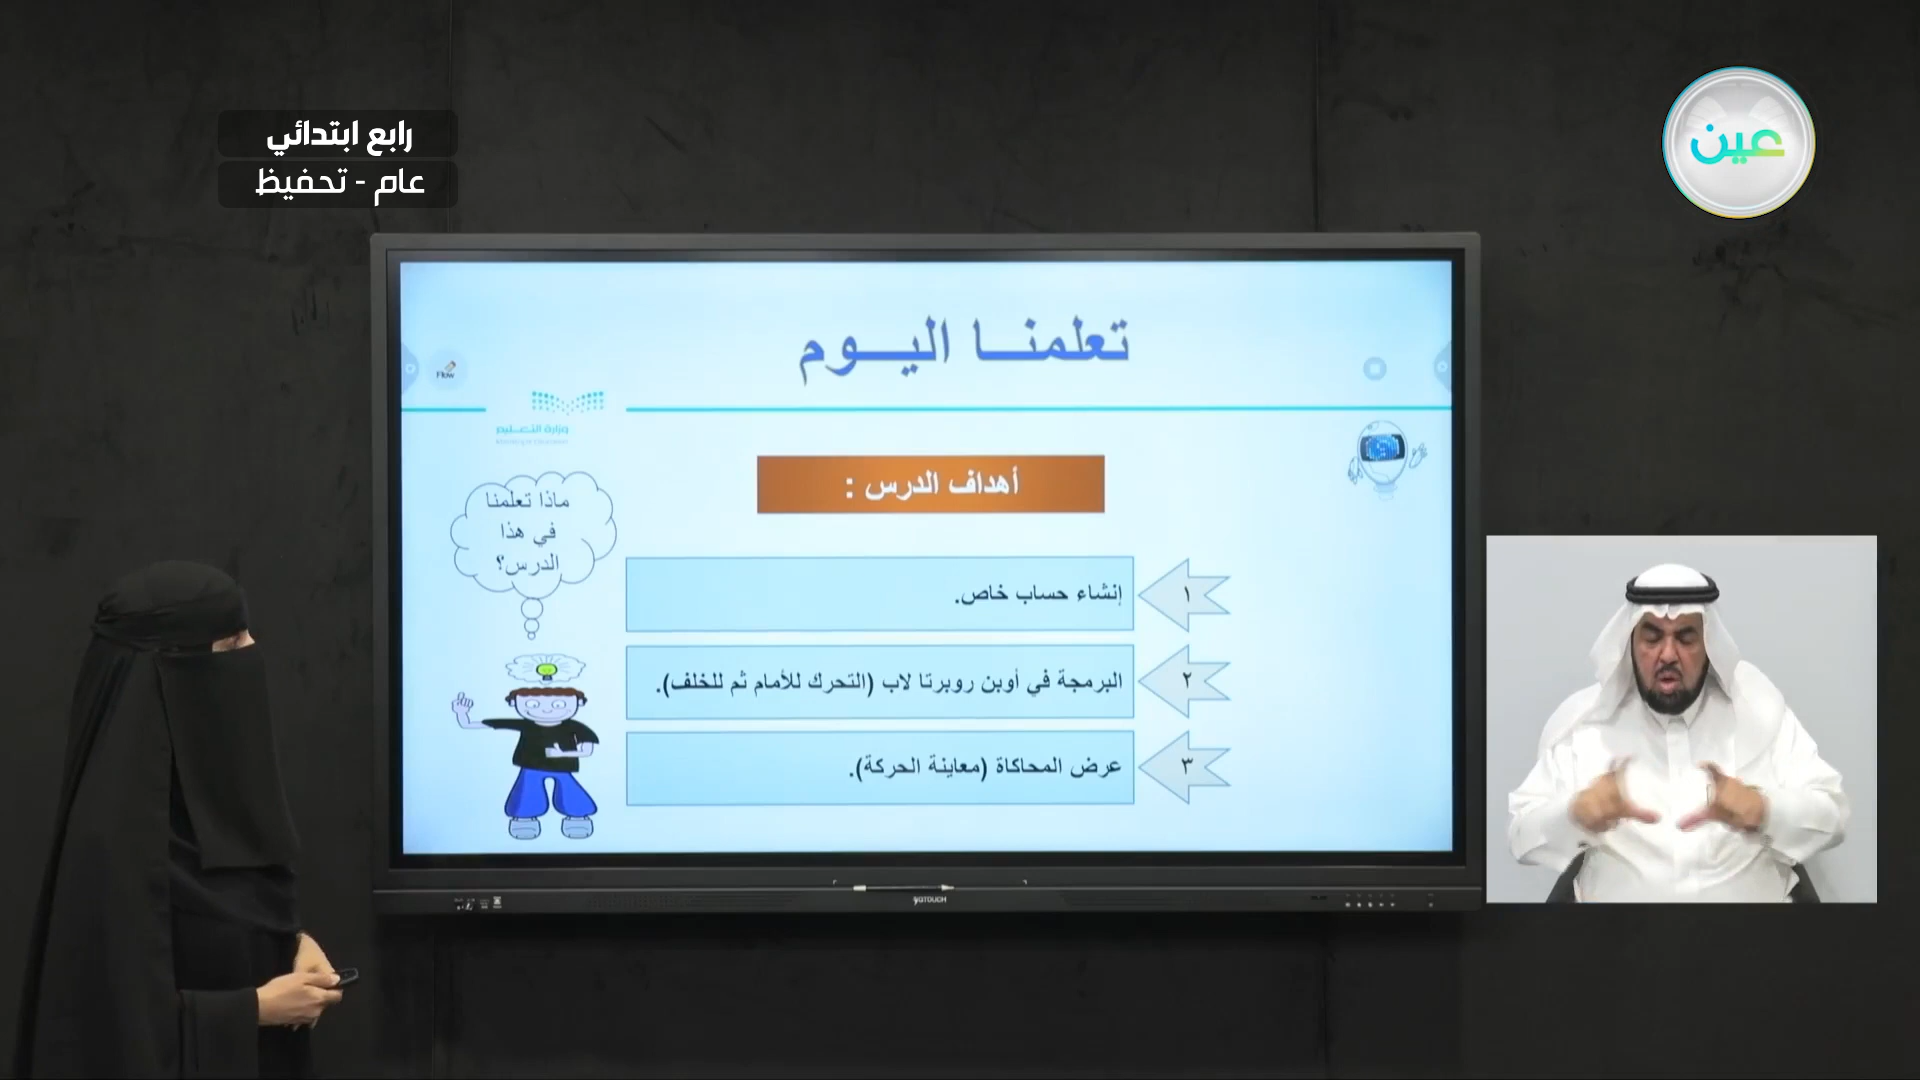 رابع ابتدائي
عام - تحفيظ
عين
تعلمنا اليوم
Flow
وزارة التعليم
أهداف الدرس :
ماذا تعلمنا
في هذا
الدرس؟
١
إنشاء حساب خاص.
٢
البرمجة في أوبن روبرتا لاب (التحرك للأمام ثم للخلف).
٣
عرض المحاكاة (معاينة الحركة).